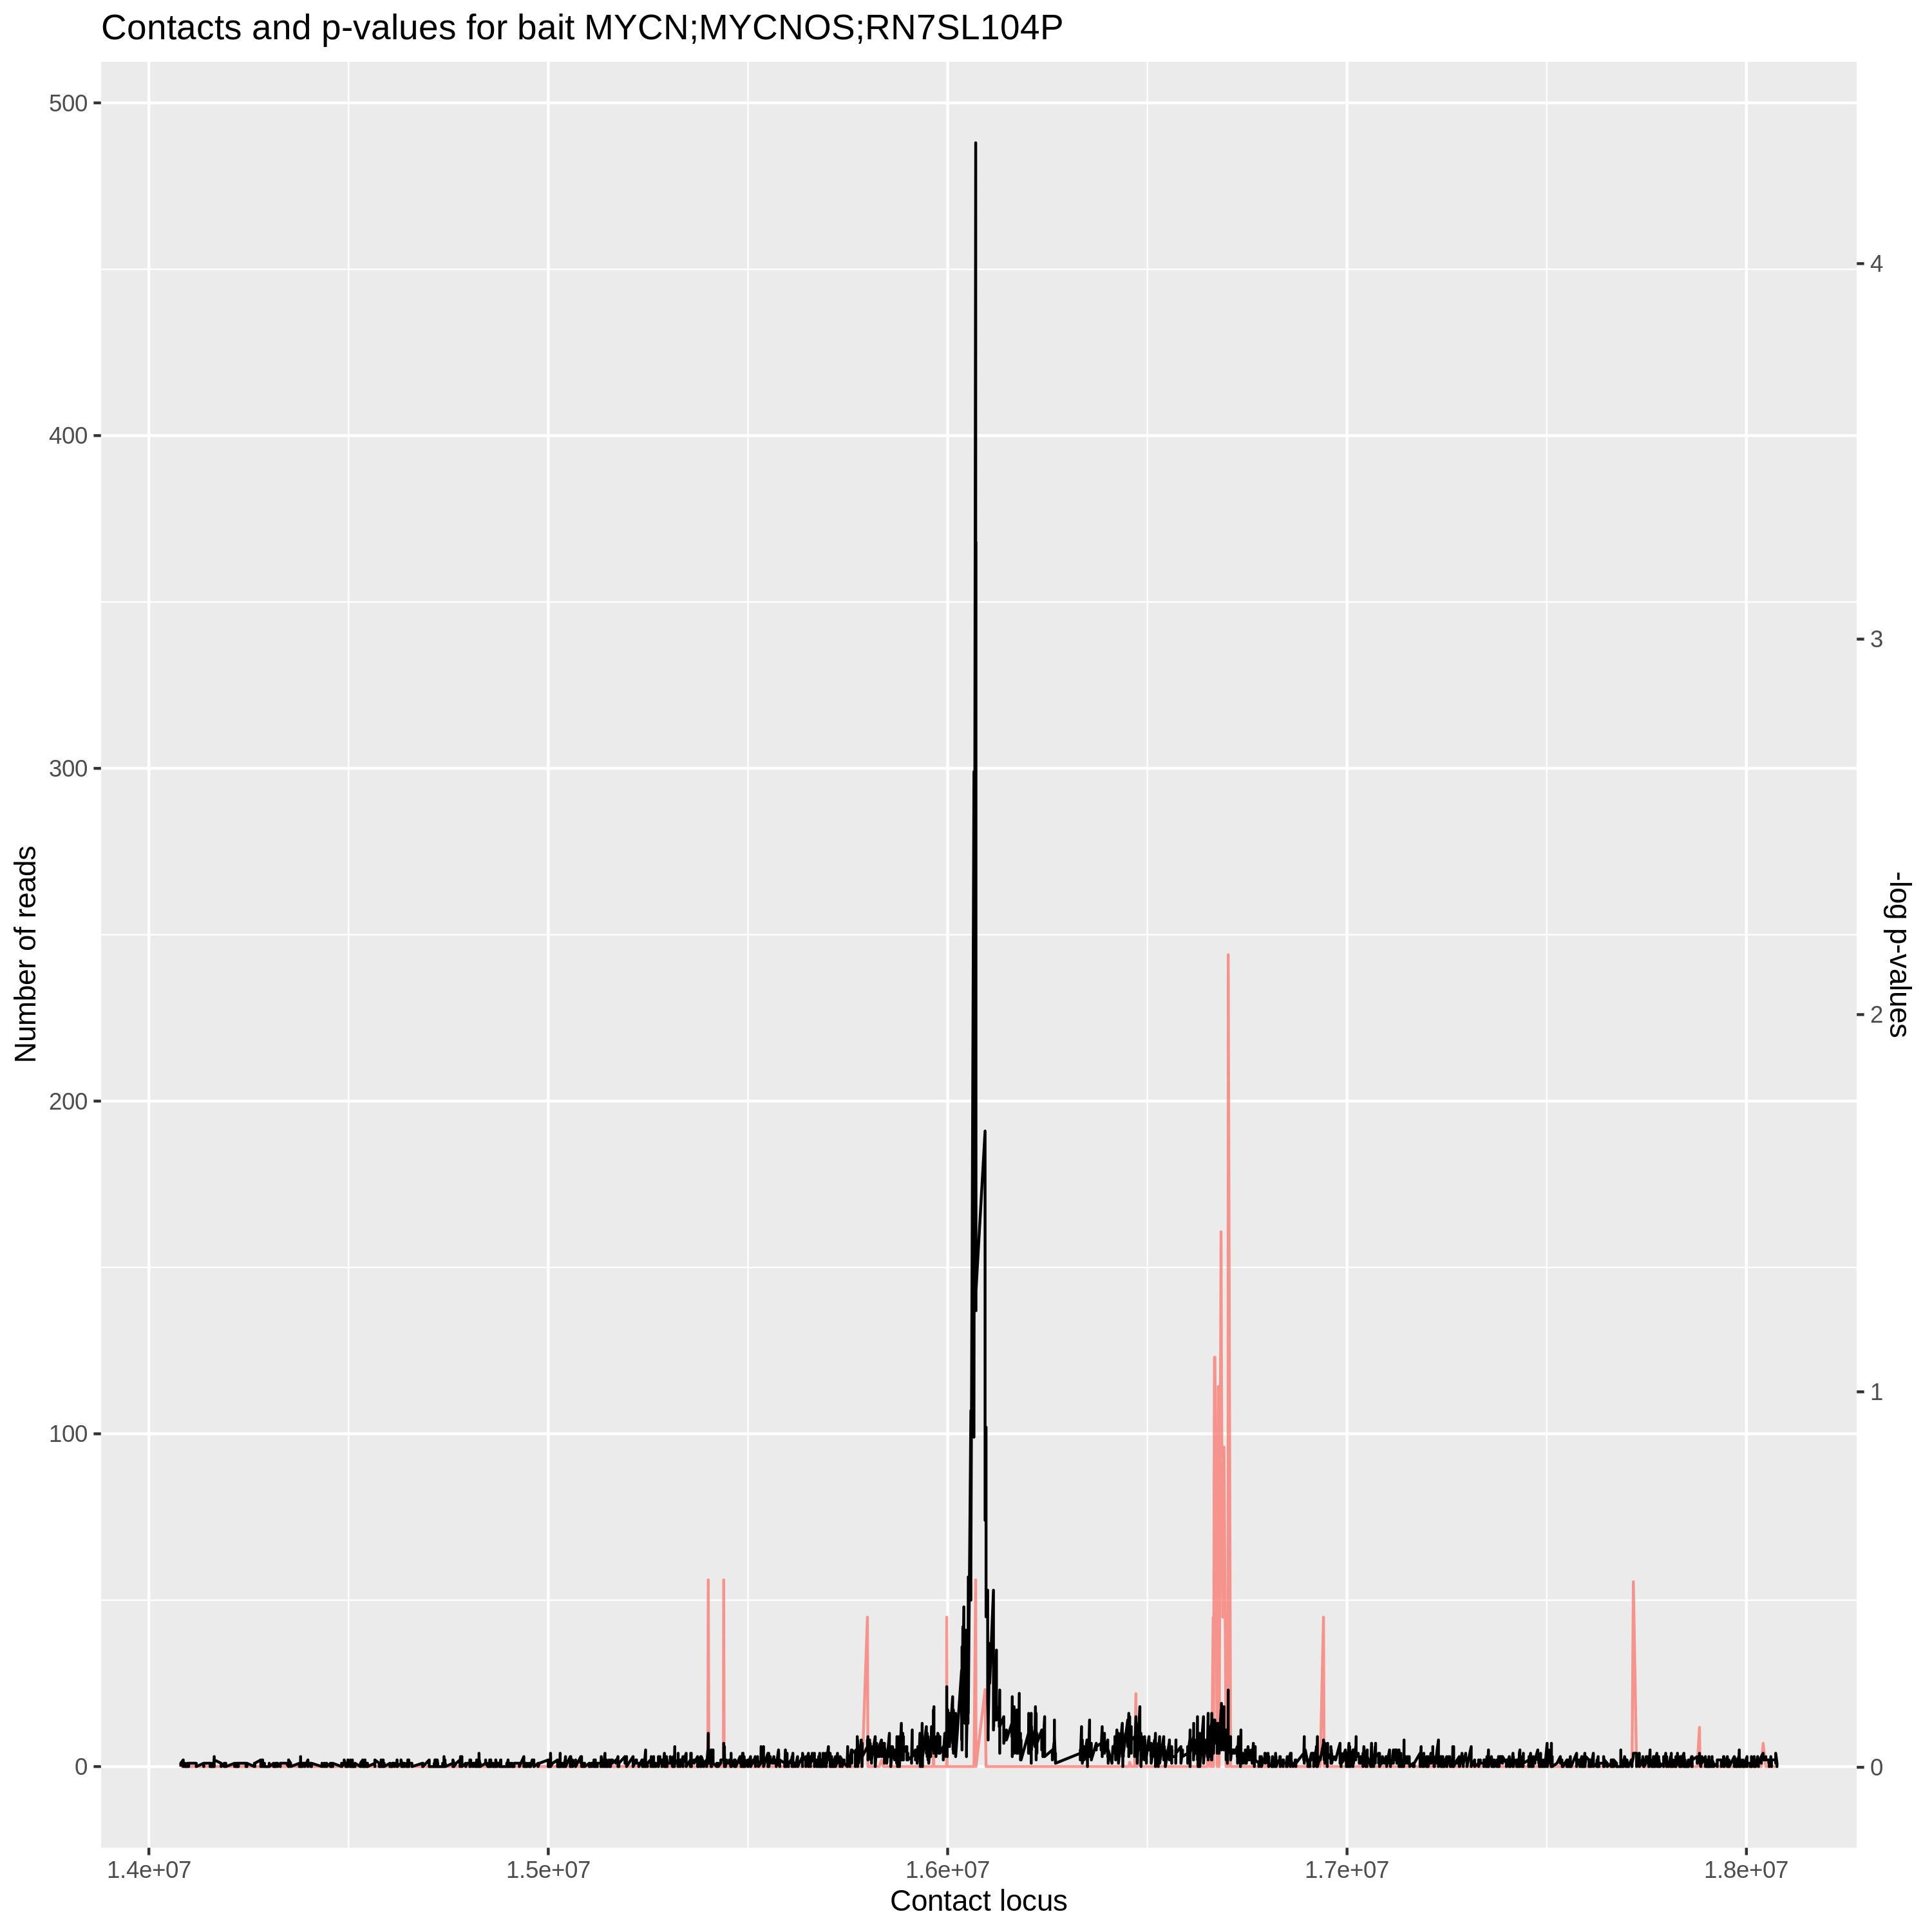 Contacts and p-values for bait MYCN;MYCNOS;RN7SL104P
500
400
300
200
100
0
Number of reads
4
3
2
1
0
-log p-values
1.4e+07
1.5e+07
1.6e+07
1.7e+07
1.8e+07
Contact locus